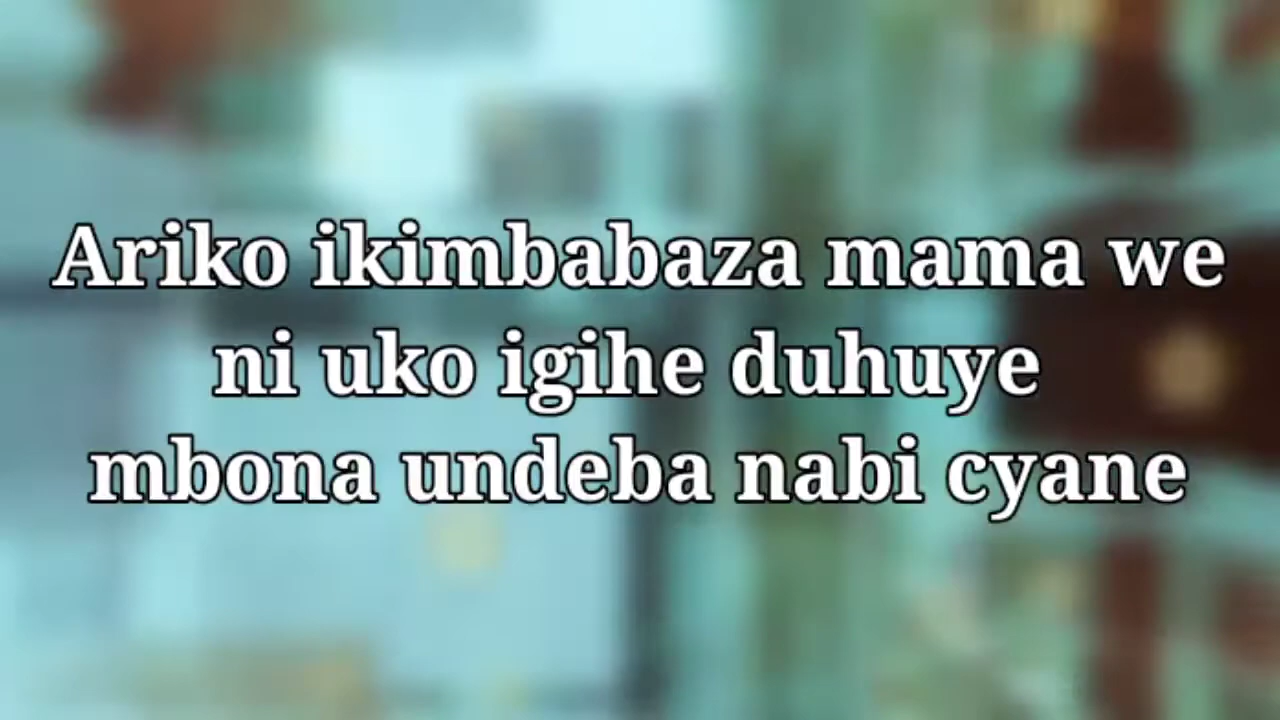 Ariko ikimbabaza mama we
ni uko igihe duhuye
mbona undeba nabi cyane